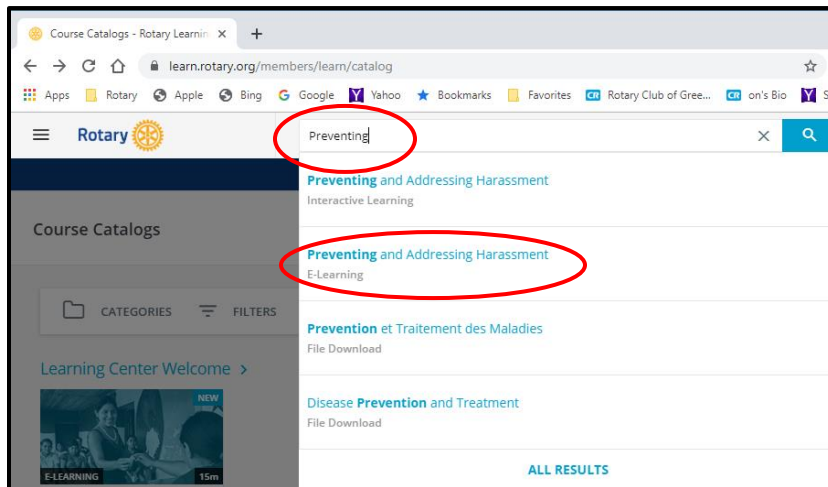 Course Catalogs - Rotary Learnin
learn.rotary.org/members/learn/catalog
Apps Rotary Apple Bing Google Yahoo Bookmarks Favorites Rotary Club of Gree... on's Bio S
Rotary
Preventing
Preventing and Addressing Harassment
Interactive Learning
Course Catalogs
Preventing and Addressing Harassment
E-Learning
CATEGORIES FILTERS
Prevention et Traitement des Maladies
File Download
Learning Center Welcome >
NEW
Disease Prevention and Treatment
File Download
E-LEARNING 15m
ALL RESULTS